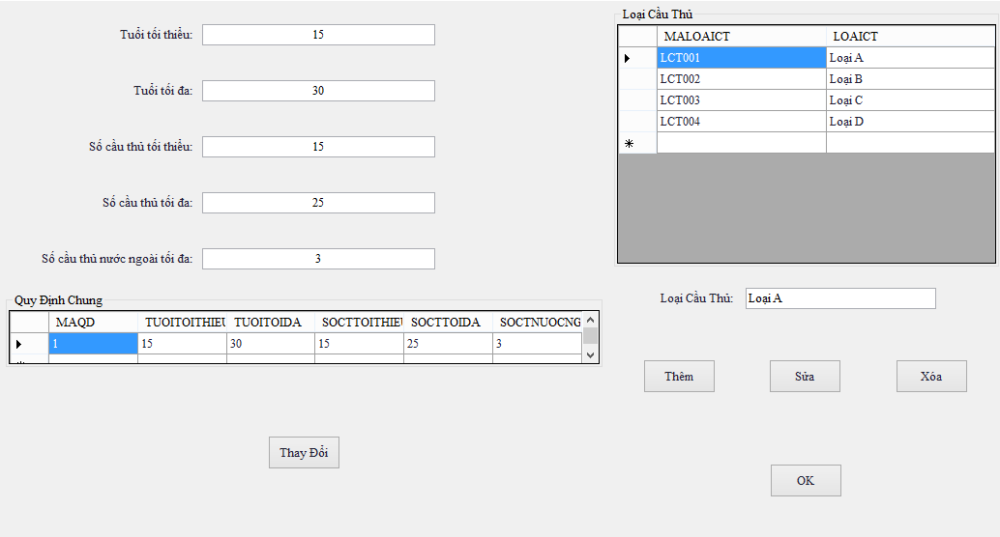 Tuổi tối thiểu: 15
Tuổi tối đa: 30
Số cầu thủ tối thiểu: 15
Số cầu thủ tối đa: 25
Số cầu thủ nước ngoài tối đa: 3
Quy Định Chung
MAQD TUOITOITHIEU TUOITOIDA SOCTTOITHIEU SOCTTOIDA SOCTNUOCNG
1 15 30 15 25 3
Thay Đổi
Loại Cầu Thủ
MALOAICT LOAICT
LCT001 Loại A
LCT002 Loại B
LCT003 Loại C
LCT004 Loại D
Loại Cầu Thủ: Loại A
Thêm Sửa Xóa
OK